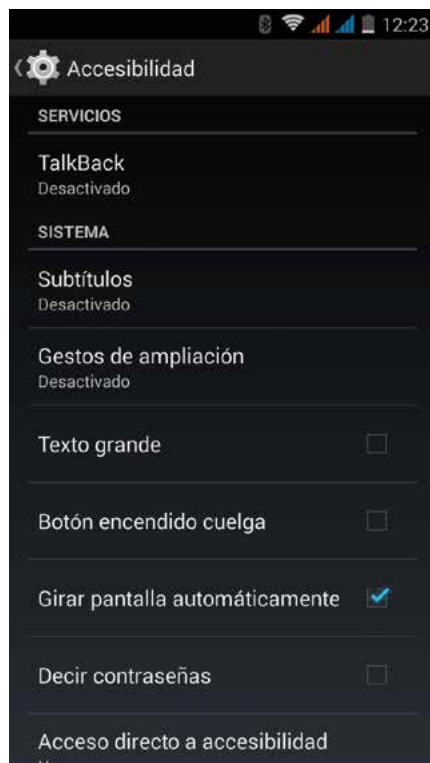 12:23
Accesibilidad
SERVICIOS
TalkBack
Desactivado
SISTEMA
Subtítulos
Desactivado
Gestos de ampliación
Desactivado
Texto grande
Botón encendido cuelga
Girar pantalla automáticamente
Decir contraseñas
Acceso directo a accesibilidad